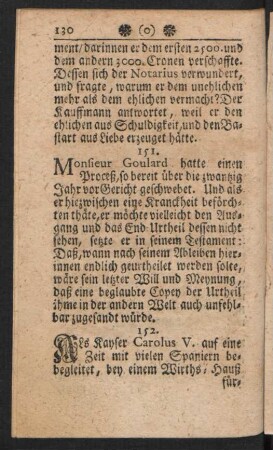 130 ❋ (o) ❋
ment/ darinnen er dem ersten 2500. und
dem andern 3000. Cronen verschaffte.
Dessen sich der Notarius verwundert,
und fragte, warum er dem unehlichen
mehr als dem ehlichen vermacht? Der
Kauffmann antwortet, weil er den
ehlichen aus Schuldigkeit, und den Ba-
start aus Liebe erzeuget hätte.
151.
Monsieur Goulard hatte einen
Proceß, so bereit über die zwantzig
Jahr vor Gericht geschwebet. Und als
er hiezwischen eine Kranckheit beförch-
ten thäte, er möchte vielleicht den Aus-
gang und das End Urtheil dessen nicht
sehen, setzte er in seinem Testament:
Daß, wann nach seinem Ableiben hier-
innen endlich geurtheilet werden solte,
wäre sein letzter Will und Meynung,
daß eine beglaubte Copey der Urtheil
ihme in der andern Welt auch unfehl-
bar zugesandt würde.
152.
Als Kayser Carolus V. auf eine
Zeit mit vielen Spaniern be-
begleitet, bey einem Wirths, Hauß
für-